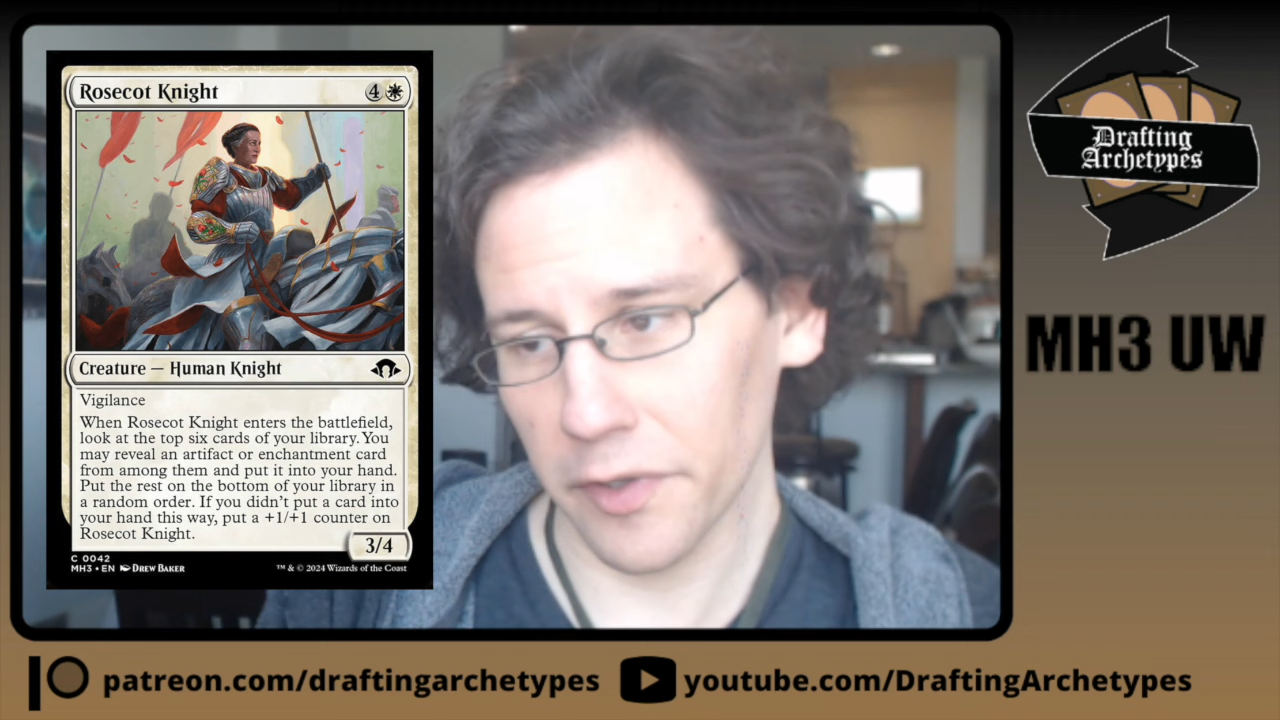 Rosecot Knight 4
Creature — Human Knight
Vigilance
When Rosecot Knight enters the battlefield,
look at the top six cards of your library. You
may reveal an artifact or enchantment card
from among them and put it into your hand.
Put the rest on the bottom of your library in
a random order. If you didn't put a card into
your hand this way, put a +1/+1 counter on
Rosecot Knight.
3/4
C 0042
MH3 • EN DREW BAKER
™ & © 2024 Wizards of the Coast
Drafting
Archetypes
MH3 UW
patreon.com/draftingarchetypes
youtube.com/DraftingArchetypes